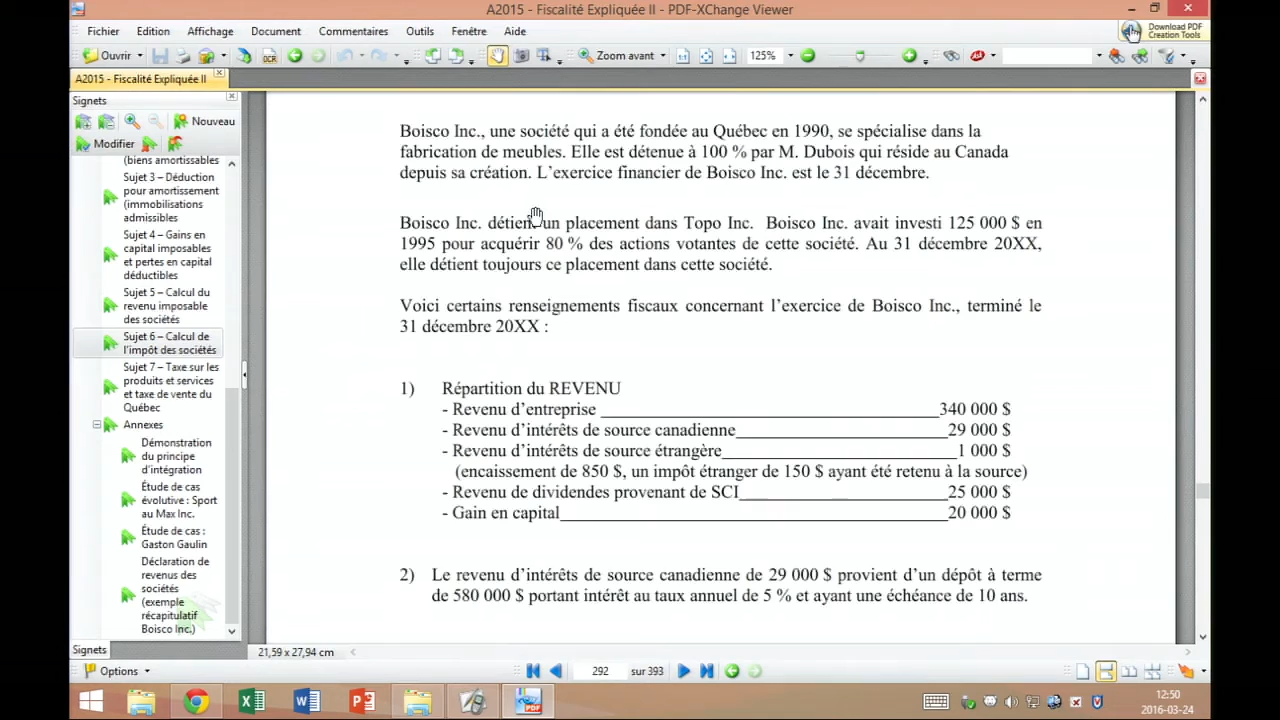 A2015 - Fiscalité Expliquée II - PDF-XChange Viewer
Fichier Edition Affichage Document Commentaires Outils Fenêtre Aide
Download PDF
Creation Tools
Ouvrir OCR Zoom avant 125%
A2015 - Fiscalité Expliquée II
Signets
Nouveau
Modifier
(biens amortissables
Sujet 3 – Déduction
pour amortissement
(immobilisations
admissibles
Sujet 4 – Gains en
capital imposables
et pertes en capital
déductibles
Sujet 5 – Calcul du
revenu imposable
des sociétés
Sujet 6 – Calcul de
l'impôt des sociétés
Sujet 7 – Taxe sur les
produits et services
et taxe de vente du
Québec
Annexes
Démonstration
du principe
d'intégration
Étude de cas
évolutive : Sport
au Max Inc.
Étude de cas :
Gaston Gaulin
Déclaration de
revenus des
sociétés
(exemple
récapitulatif
Boisco Inc.)
Signets
Boisco Inc., une société qui a été fondée au Québec en 1990, se spécialise dans la
fabrication de meubles. Elle est détenue à 100 % par M. Dubois qui réside au Canada
depuis sa création. L'exercice financier de Boisco Inc. est le 31 décembre.
Boisco Inc. détient un placement dans Topo Inc. Boisco Inc. avait investi 125 000 $ en
1995 pour acquérir 80 % des actions votantes de cette société. Au 31 décembre 20XX,
elle détient toujours ce placement dans cette société.
Voici certains renseignements fiscaux concernant l'exercice de Boisco Inc., terminé le
31 décembre 20XX :
1) Répartition du REVENU
- Revenu d'entreprise 340 000 $
- Revenu d'intérêts de source canadienne 29 000 $
- Revenu d'intérêts de source étrangère 1 000 $
(encaissement de 850 $, un impôt étranger de 150 $ ayant été retenu à la source)
- Revenu de dividendes provenant de SCI 25 000 $
- Gain en capital 20 000 $
2) Le revenu d'intérêts de source canadienne de 29 000 $ provient d'un dépôt à terme
de 580 000 $ portant intérêt au taux annuel de 5 % et ayant une échéance de 10 ans.
21,59 x 27,94 cm
Options 292 sur 393
12:50
2016-03-24